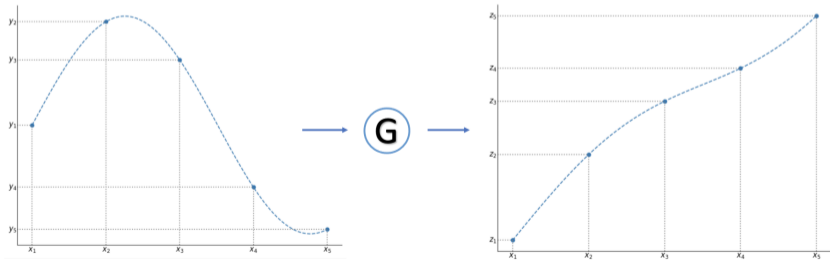 y₂
y₃
y₁
y₄
y₅
x₁ x₂ x₃ x₄ x₅
G
z₅
z₄
z₃
z₂
z₁
x₁ x₂ x₃ x₄ x₅